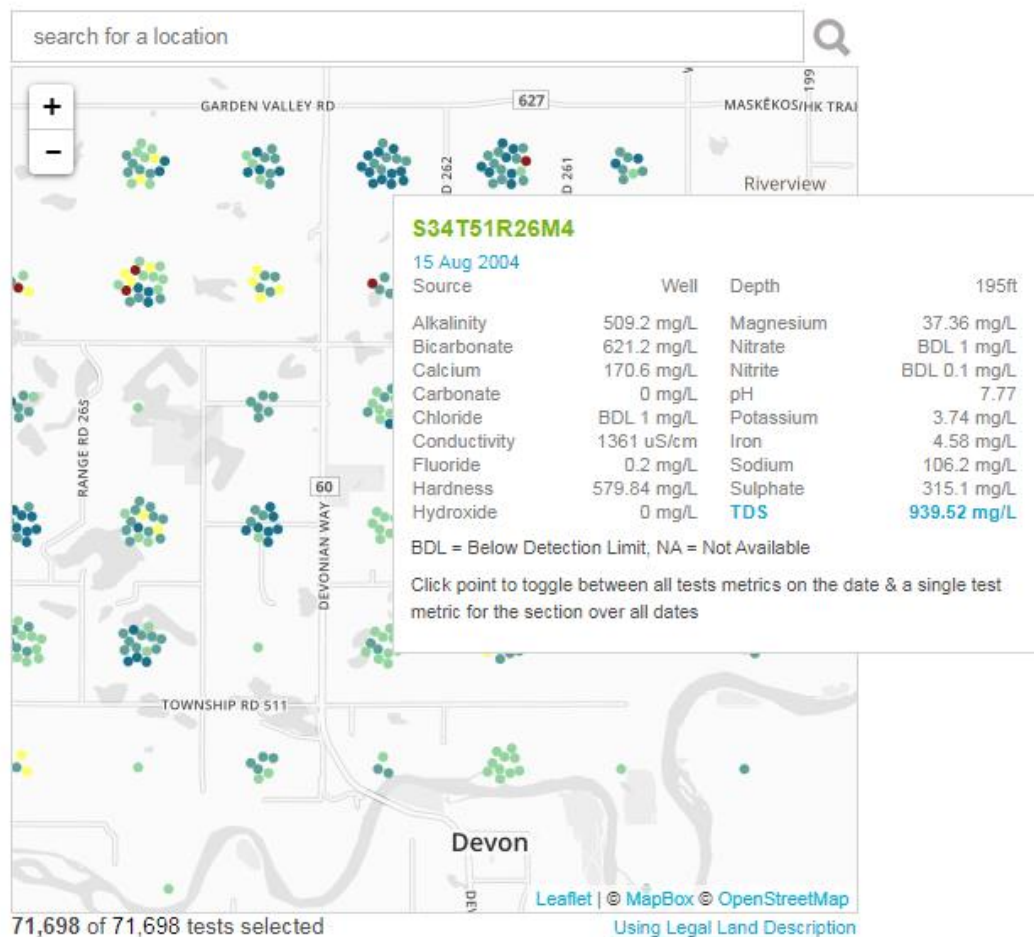 search for a location
+
−
GARDEN VALLEY RD
627
199
MASKÊKOS/HK TRAI
D 262
D 261
Riverview
S34T51R26M4
15 Aug 2004
Source Well Depth 195ft
Alkalinity 509.2 mg/L Magnesium 37.36 mg/L
Bicarbonate 621.2 mg/L Nitrate BDL 1 mg/L
Calcium 170.6 mg/L Nitrite BDL 0.1 mg/L
Carbonate 0 mg/L pH 7.77
Chloride BDL 1 mg/L Potassium 3.74 mg/L
Conductivity 1361 uS/cm Iron 4.58 mg/L
Fluoride 0.2 mg/L Sodium 106.2 mg/L
Hardness 579.84 mg/L Sulphate 315.1 mg/L
Hydroxide 0 mg/L TDS 939.52 mg/L
BDL = Below Detection Limit, NA = Not Available
Click point to toggle between all tests metrics on the date & a single test
metric for the section over all dates
RANGE RD 265
60
DEVONIAN WAY
TOWNSHIP RD 511
Devon
DEV
Leaflet | © MapBox © OpenStreetMap
71,698 of 71,698 tests selected
Using Legal Land Description